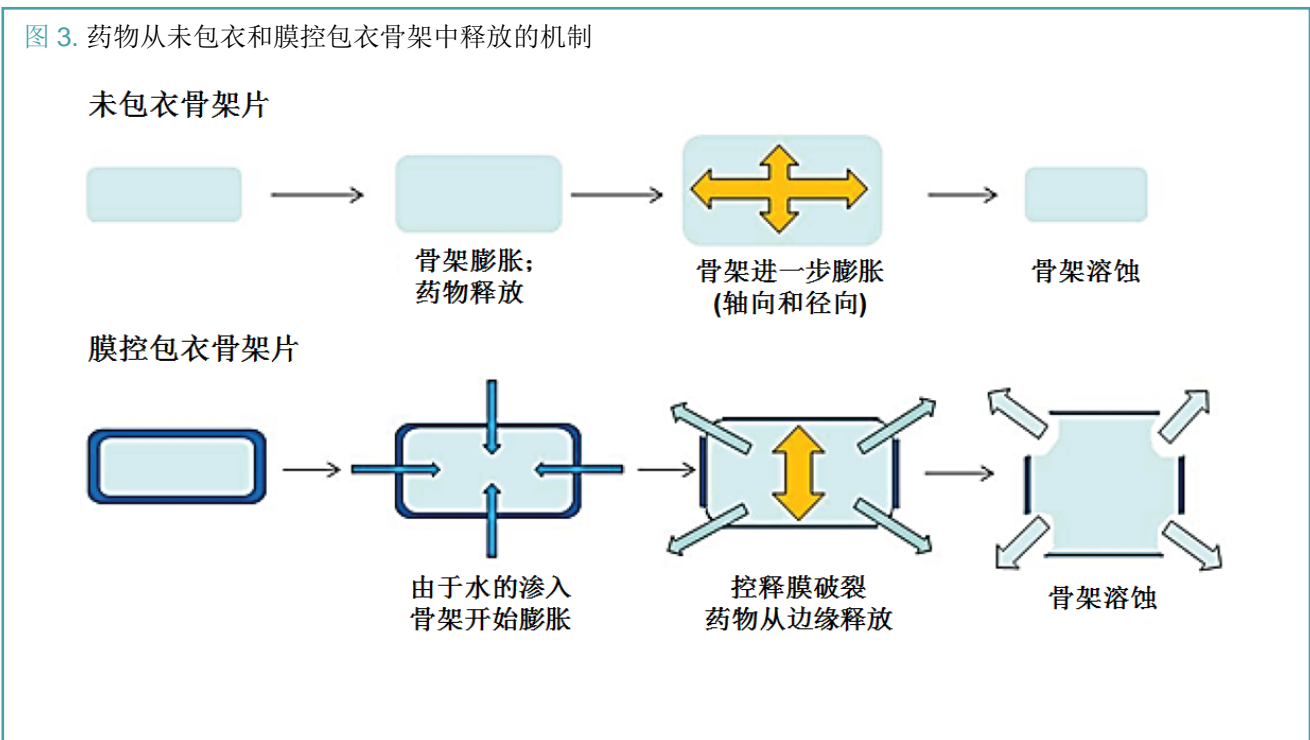 图 3. 药物从未包衣和膜控包衣骨架中释放的机制
未包衣骨架片
骨架膨胀；
药物释放
骨架进一步膨胀
(轴向和径向)
骨架溶蚀
膜控包衣骨架片
由于水的渗入
骨架开始膨胀
控释膜破裂
药物从边缘释放
骨架溶蚀